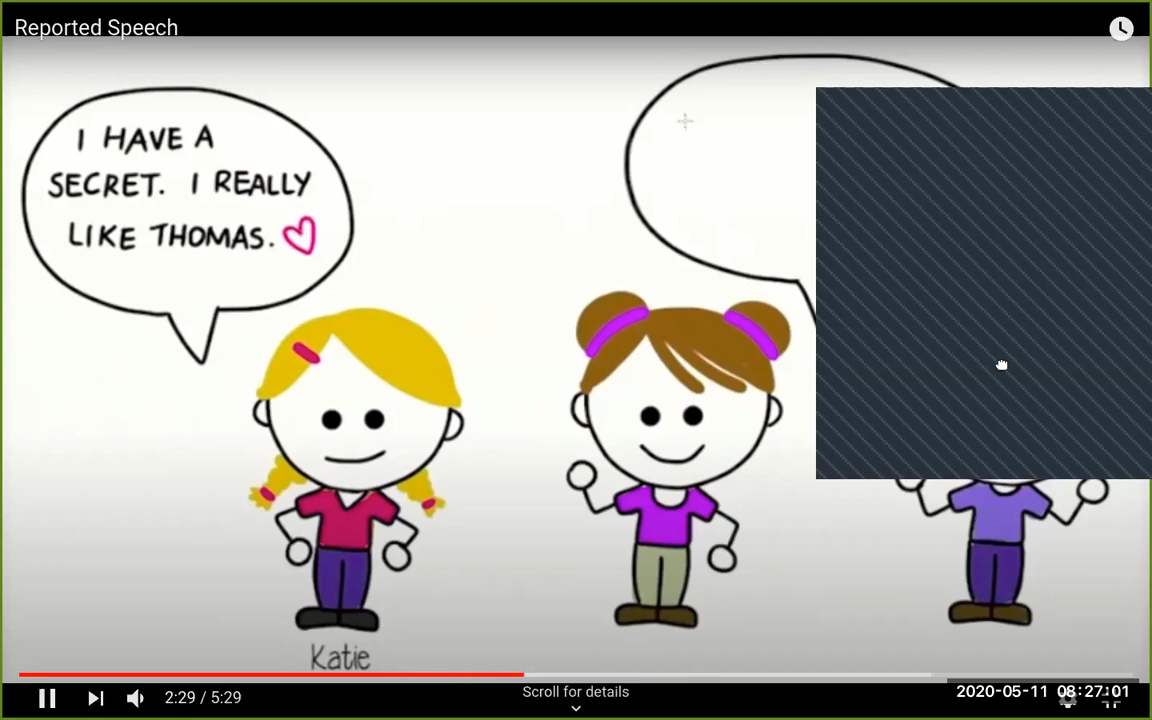 Reported Speech
I HAVE A
SECRET. I REALLY
LIKE THOMAS.
Katie
2:29 / 5:29
Scroll for details
2020-05-11 08:27:01